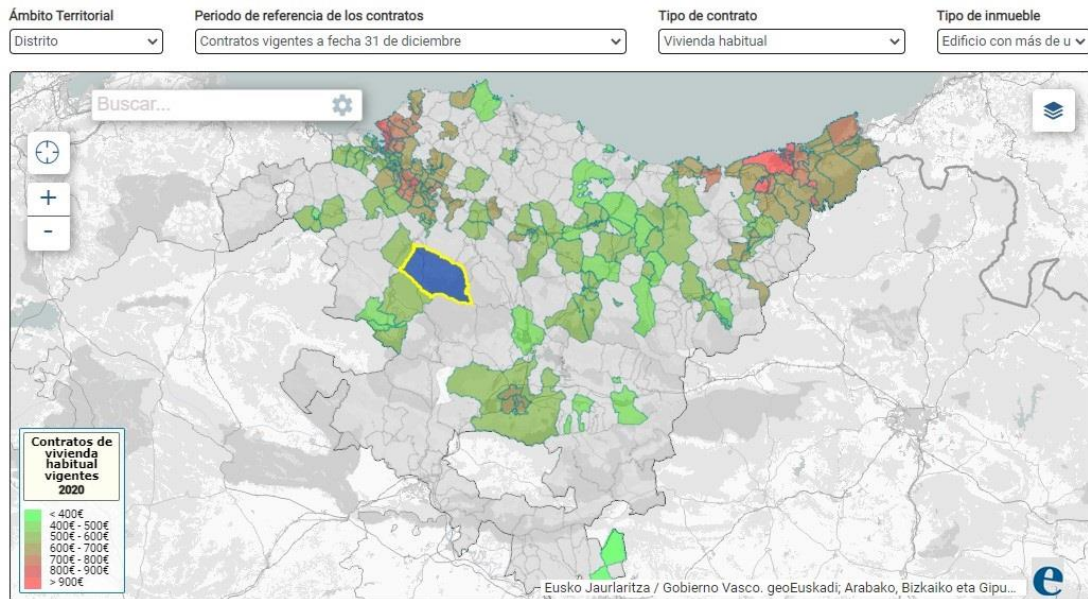 Ámbito Territorial
Periodo de referencia de los contratos
Tipo de contrato
Tipo de inmueble
Distrito
Contratos vigentes a fecha 31 de diciembre
Vivienda habitual
Edificio con más de u
Buscar...
+
-
Contratos de
vivienda
habitual
vigentes
2020
< 400€
400€ - 500€
500€ - 600€
600€ - 700€
700€ - 800€
800€ - 900€
> 900€
Eusko Jaurlaritza / Gobierno Vasco. geoEuskadi; Arabako, Bizkaiko eta Gipu...
e